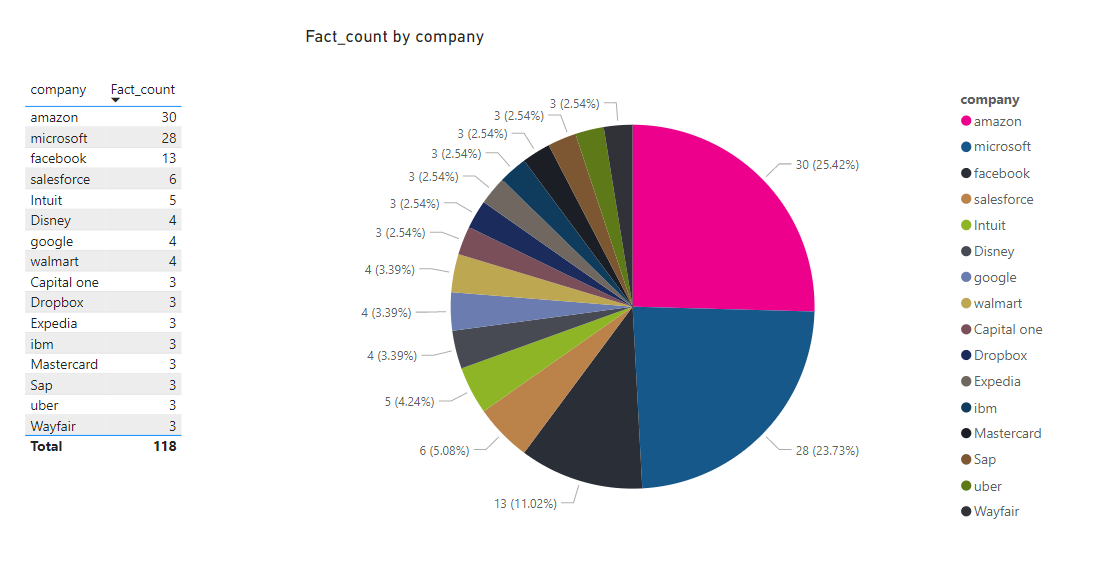 Fact_count by company
company Fact_count
amazon 30
microsoft 28
facebook 13
salesforce 6
Intuit 5
Disney 4
google 4
walmart 4
Capital one 3
Dropbox 3
Expedia 3
ibm 3
Mastercard 3
Sap 3
uber 3
Wayfair 3
Total 118
30 (25.42%)
28 (23.73%)
13 (11.02%)
6 (5.08%)
5 (4.24%)
4 (3.39%)
4 (3.39%)
4 (3.39%)
3 (2.54%)
3 (2.54%)
3 (2.54%)
3 (2.54%)
3 (2.54%)
3 (2.54%)
3 (2.54%)
3 (2.54%)
company
amazon
microsoft
facebook
salesforce
Intuit
Disney
google
walmart
Capital one
Dropbox
Expedia
ibm
Mastercard
Sap
uber
Wayfair